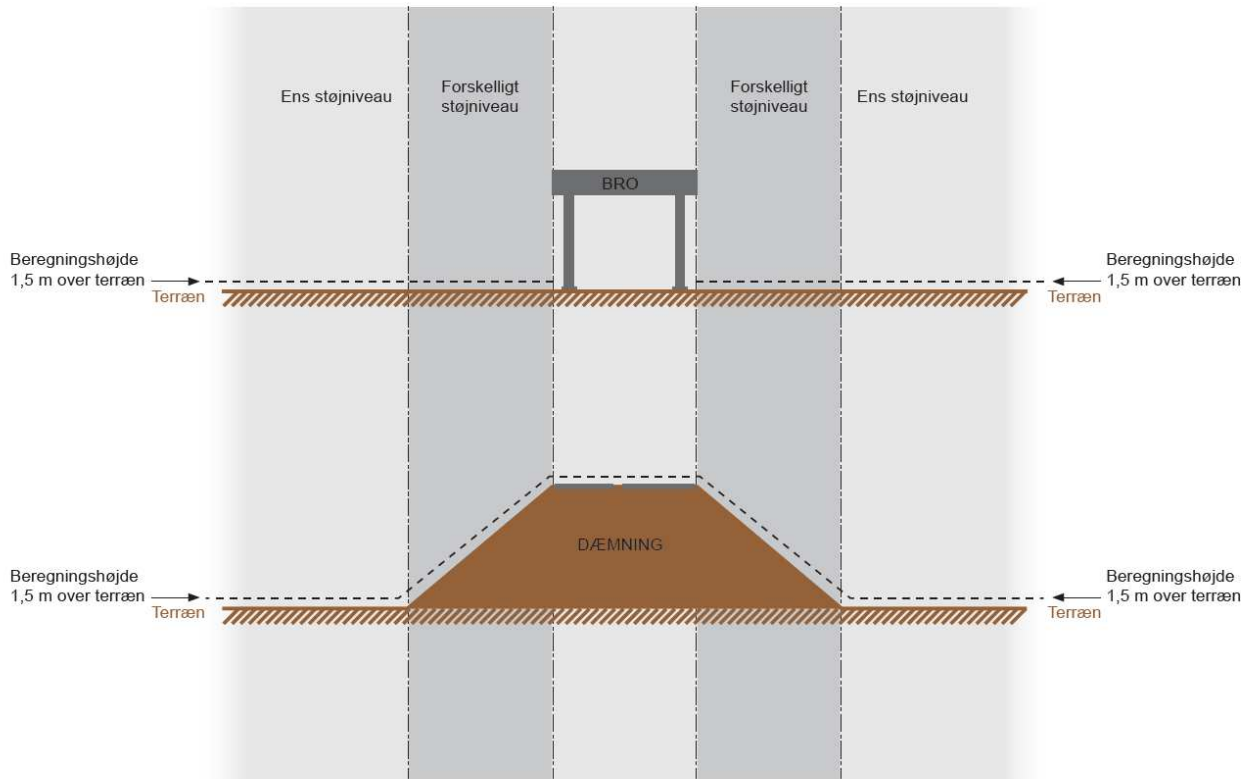 Ens støjniveau
Forskelligt
støjniveau
Forskelligt
støjniveau
Ens støjniveau
BRO
Beregningshøjde
1,5 m over terræn
Terræn
Beregningshøjde
1,5 m over terræn
Terræn
DÆMNING
Beregningshøjde
1,5 m over terræn
Terræn
Beregningshøjde
1,5 m over terræn
Terræn